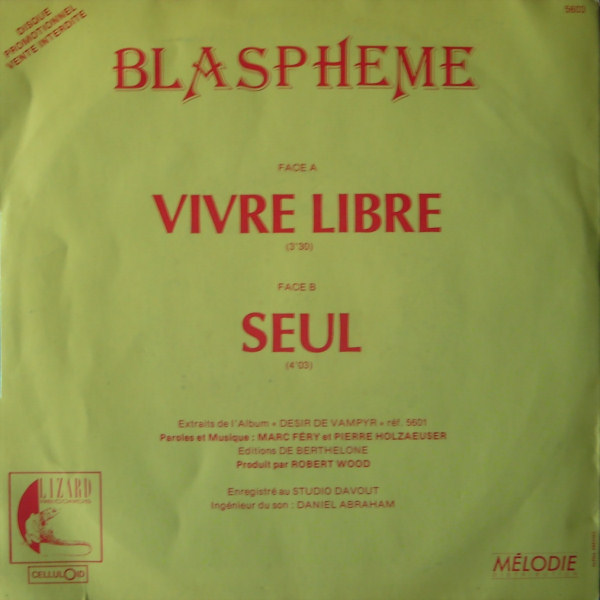 DISQUE
PROMOTIONNEL
VENTE INTERDITE
5602
BLASPHEME
FACE A
VIVRE LIBRE
(3'30)
FACE B
SEUL
(4'03)
Extraits de l'Album « DESIR DE VAMPYR » réf. 5601
Paroles et Musique : MARC FÉRY et PIERRE HOLZAEUSER
Editions DE BERTHELONE
Produit par ROBERT WOOD
Enregistré au STUDIO DAVOUT
Ingénieur du son : DANIEL ABRAHAM
LIZARD
CELLULOID
MÉLODIE
DISTRIBUTION